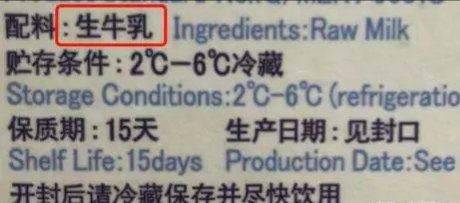 配料:生牛乳 Ingredients:Raw Milk
贮存条件:2℃–6℃冷藏
Storage Conditions:2℃-6℃(refrigeratio
保质期:15天 生产日期:见封口
Shelf Life:15days Production Date:See
开封后请冷藏保存并尽快饮用